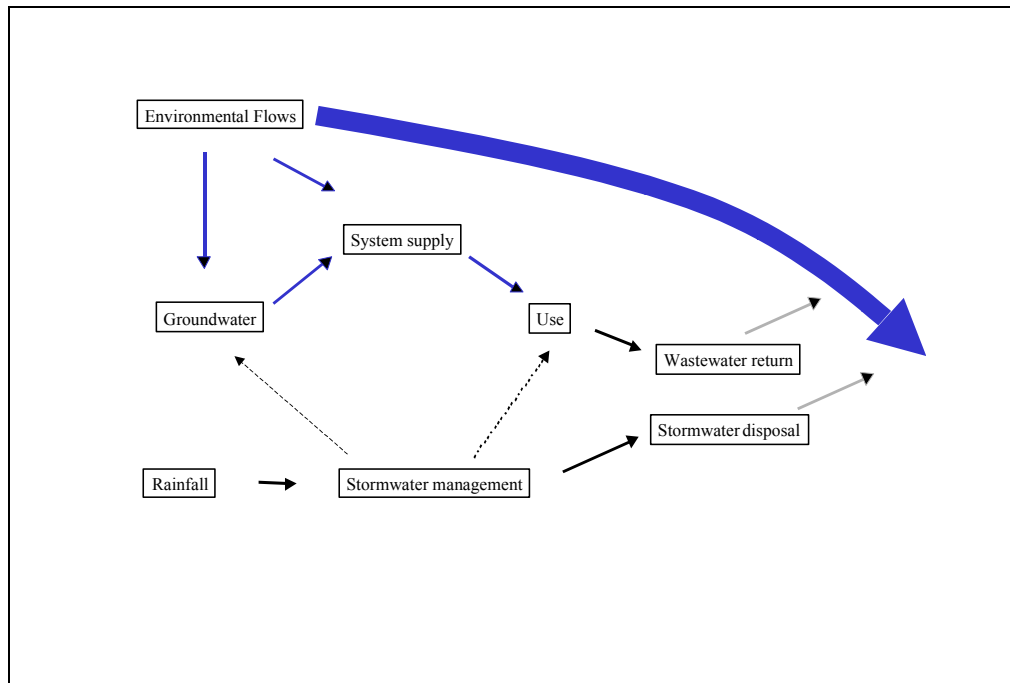 Environmental Flows
System supply
Groundwater
Use
Wastewater return
Stormwater disposal
Rainfall
Stormwater management